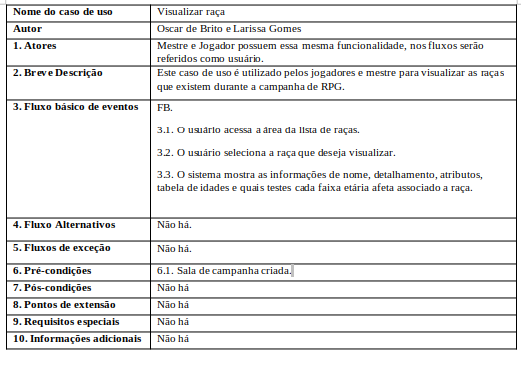 Nome do caso de uso Visualizar raça
Autor Oscar de Brito e Larissa Gomes
1. Atores Mestre e Jogador possuem essa mesma funcionalidade, nos fluxos serão
referidos como usuário.
2. Breve Descrição Este caso de uso é utilizado pelos jogadores e mestre para visualizar as raças
que existem durante a campanha de RPG.
3. Fluxo básico de eventos FB.
3.1. O usuário acessa a área da lista de raças.
3.2. O usuário seleciona a raça que deseja visualizar.
3.3. O sistema mostra as informações de nome, detalhamento, atributos,
tabela de idades e quais testes cada faixa etária afeta associado a raça.
4. Fluxo Alternativos Não há.
5. Fluxos de exceção Não há.
6. Pré-condições 6.1. Sala de campanha criada.
7. Pós-condições Não há
8. Pontos de extensão Não há
9. Requisitos especiais Não há
10. Informações adicionais Não há